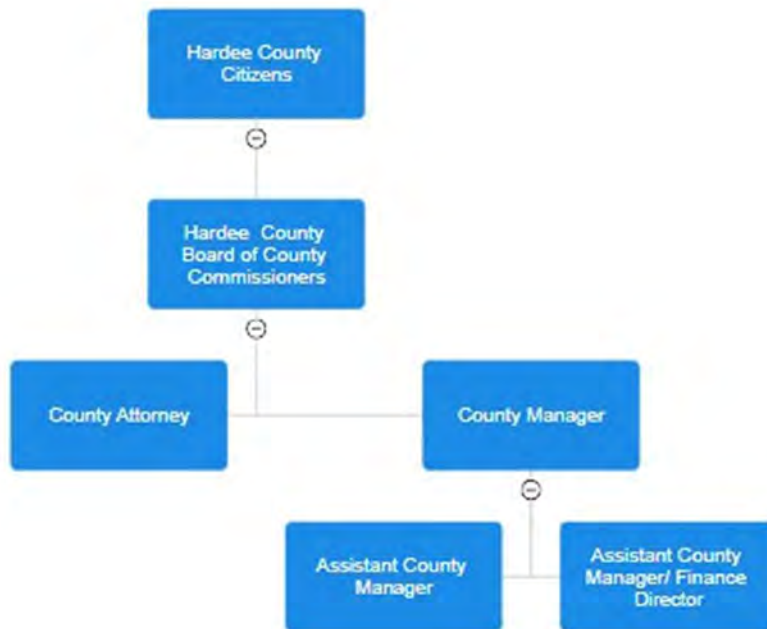 Hardee County
Citizens
Hardee County
Board of County
Commissioners
County Attorney
County Manager
Assistant County
Manager
Assistant County
Manager/ Finance
Director